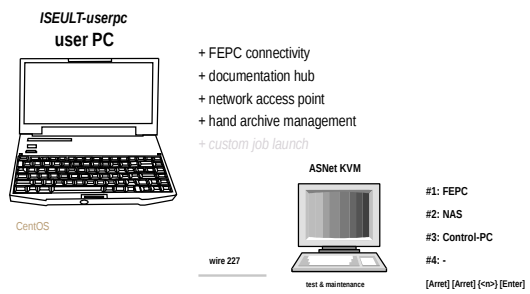 ISEULT-userpc
user PC
+ FEPC connectivity
+ documentation hub
+ network access point
+ hand archive management
+ custom job launch
CentOS
ASNet KVM
#1: FEPC
#2: NAS
#3: Control-PC
#4: -
wire 227
test & maintenance
[Arret] [Arret] {<n>} [Enter]